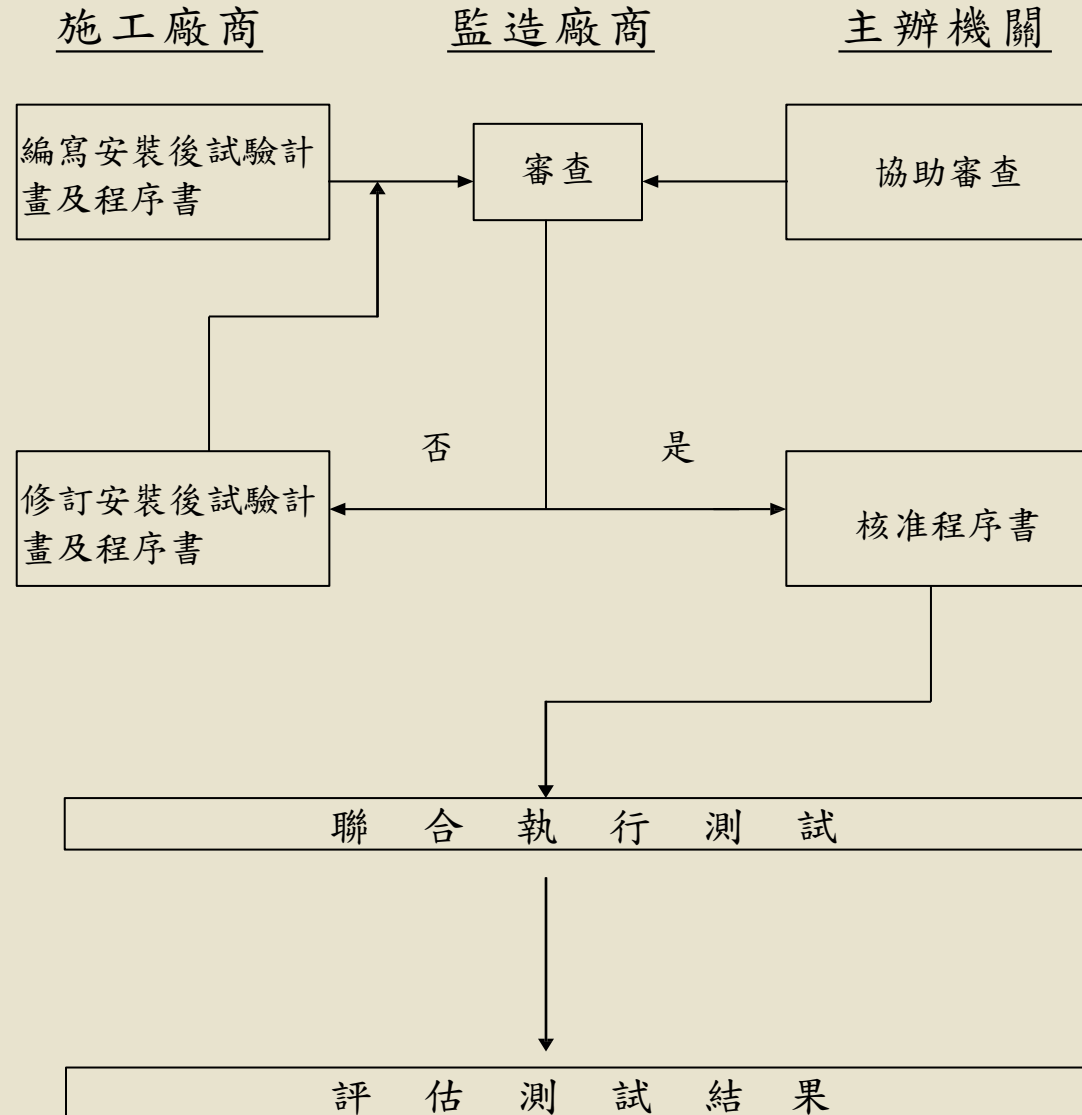 施工廠商
監造廠商
主辦機關
編寫安裝後試驗計
畫及程序書
審查
協助審查
否
是
修訂安裝後試驗計
畫及程序書
核准程序書
聯合執行測試
評估測試結果